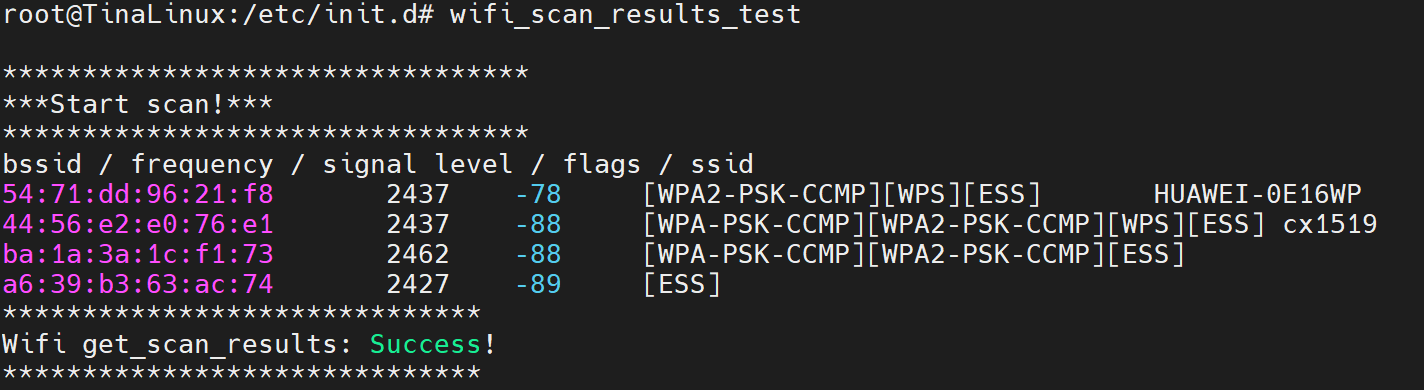 root@TinaLinux:/etc/init.d# wifi_scan_results_test
*********************************
***Start scan!***
*********************************
bssid / frequency / signal level / flags / ssid
54:71:dd:96:21:f8 2437 -78 [WPA2-PSK-CCMP][WPS][ESS] HUAWEI-0E16WP
44:56:e2:e0:76:e1 2437 -88 [WPA-PSK-CCMP][WPA2-PSK-CCMP][WPS][ESS] cx1519
ba:1a:3a:1c:f1:73 2462 -88 [WPA-PSK-CCMP][WPA2-PSK-CCMP][ESS]
a6:39:b3:63:ac:74 2427 -89 [ESS]
******************************
Wifi get_scan_results: Success!
******************************